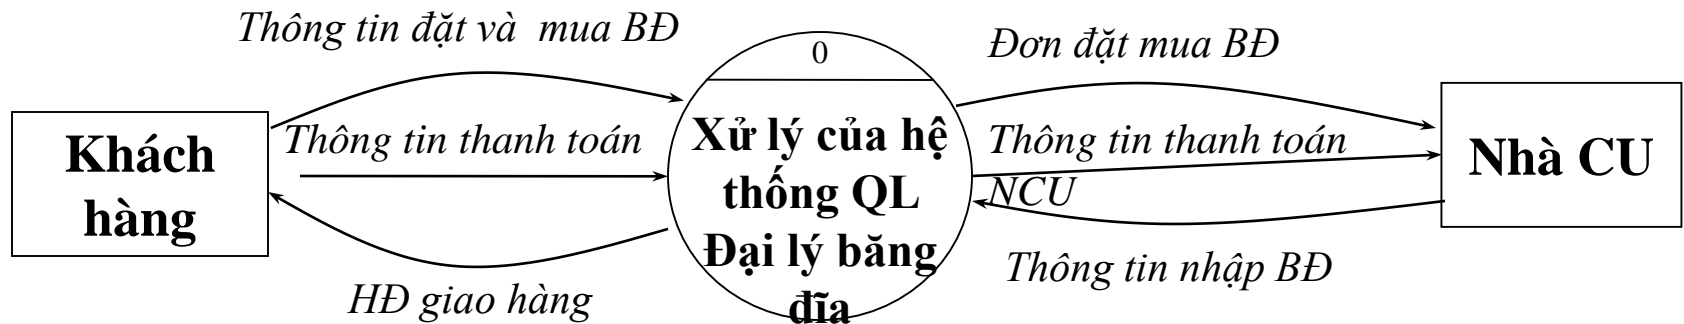 Thông tin đặt và mua BĐ
0
Đơn đặt mua BĐ
Khách
hàng
Thông tin thanh toán
Xử lý của hệ
thống QL
Đại lý băng
đĩa
Thông tin thanh toán
NCU
Nhà CU
HĐ giao hàng
Thông tin nhập BĐ